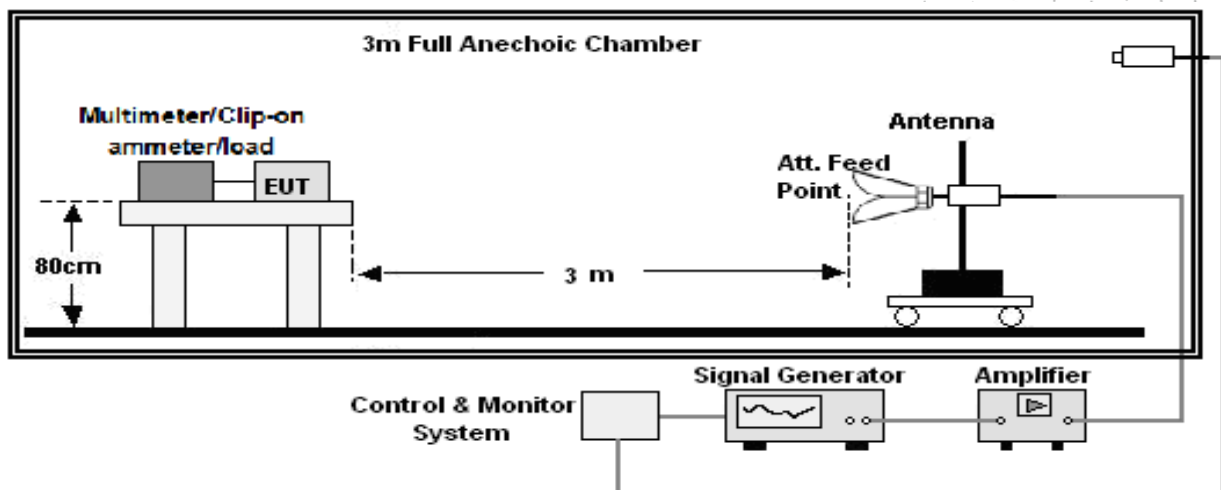 3m Full Anechoic Chamber
Multimeter/Clip-on
ammeter/load
EUT
Antenna
Att. Feed
Point
80cm
3 m
Signal Generator
Amplifier
Control & Monitor
System